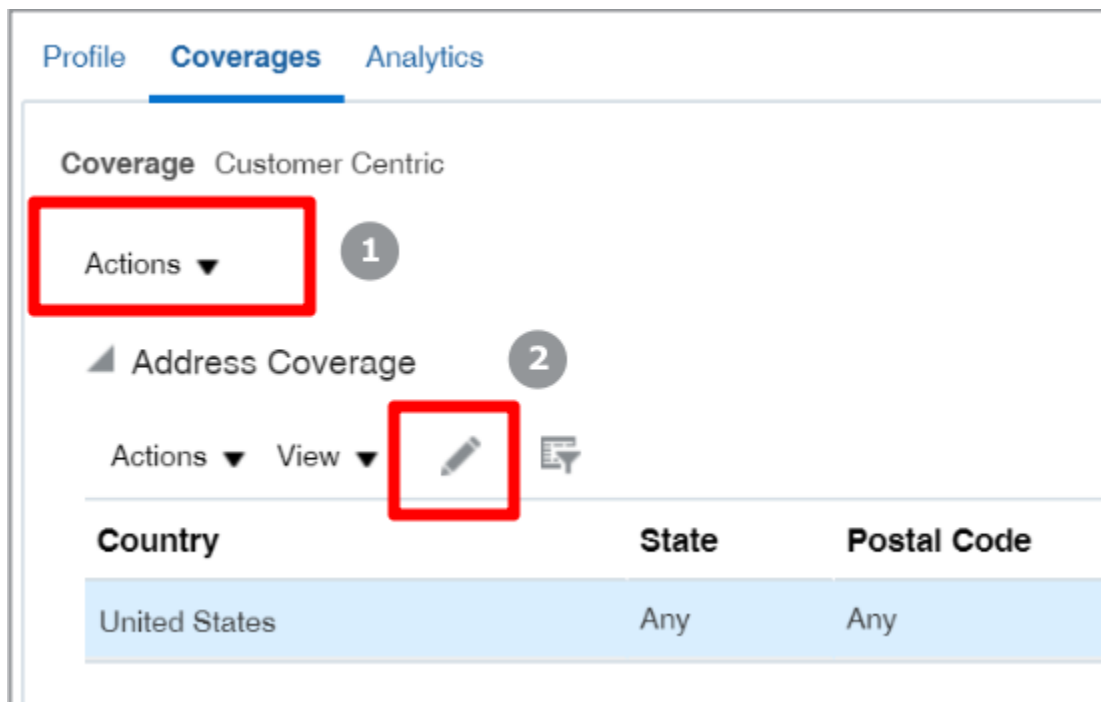 Profile Coverages Analytics
Coverage Customer Centric
Actions 1
Address Coverage 2
Actions View
Country State Postal Code
United States Any Any